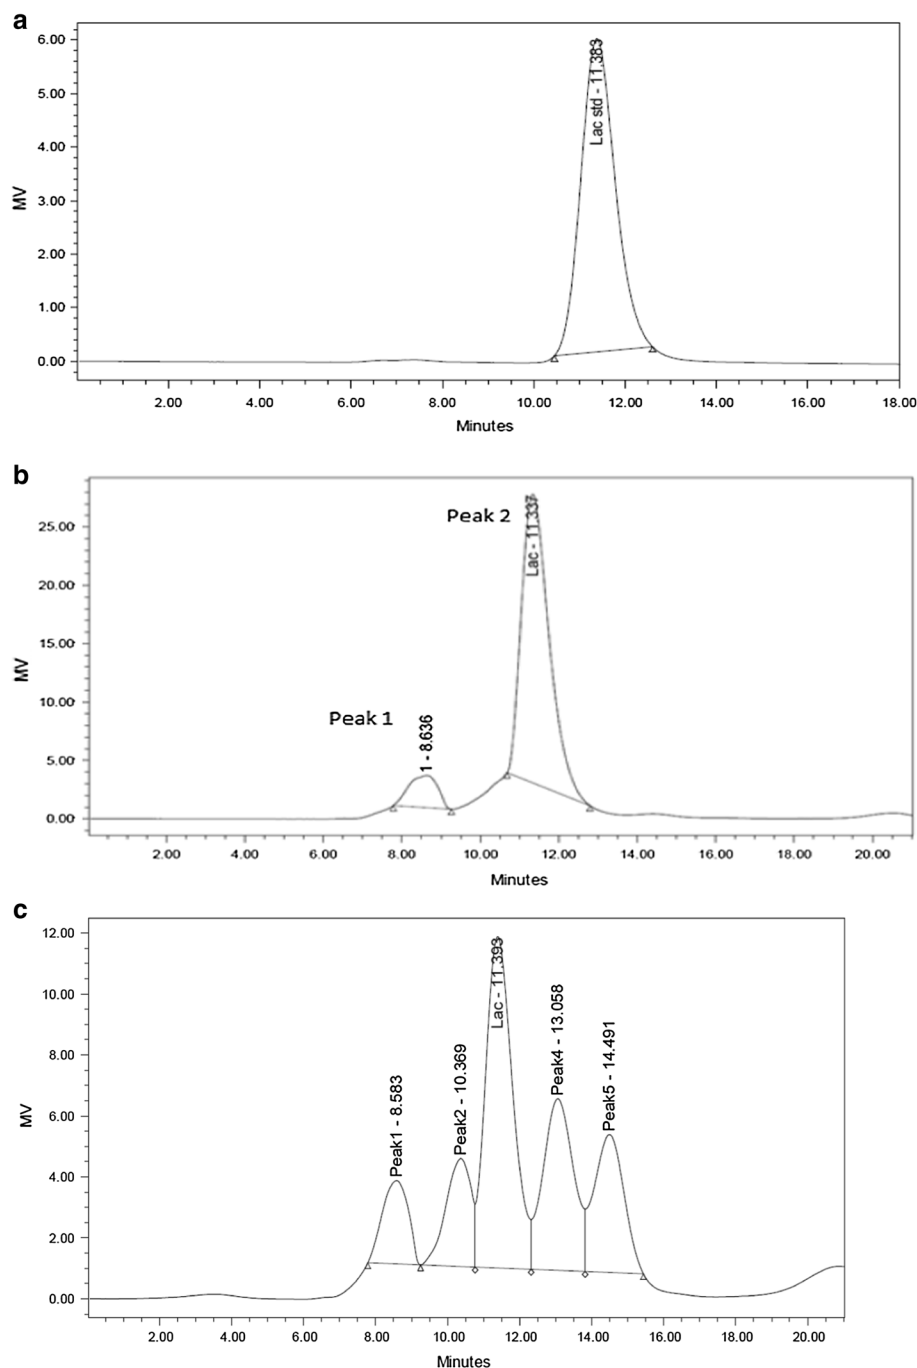 a
6.00
5.00
4.00
3.00
2.00
1.00
0.00
MV
Lac std - 11.383
2.00 4.00 6.00 8.00 10.00 12.00 14.00 16.00 18.00
Minutes
b
25.00
20.00
15.00
10.00
5.00
0.00
MV
Peak 1
1 - 8.636
Peak 2
Lac - 11.337
2.00 4.00 6.00 8.00 10.00 12.00 14.00 16.00 18.00 20.00
Minutes
c
12.00
10.00
8.00
6.00
4.00
2.00
0.00
MV
Peak1 - 8.583
Peak2 - 10.369
Lac - 11.393
Peak4 - 13.058
Peak5 - 14.491
2.00 4.00 6.00 8.00 10.00 12.00 14.00 16.00 18.00 20.00
Minutes